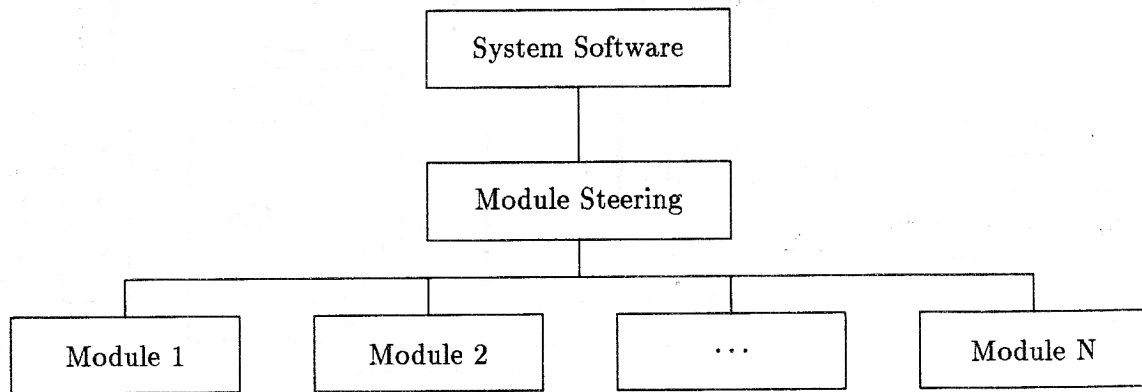 System Software
Module Steering
Module 1
Module 2
···
Module N